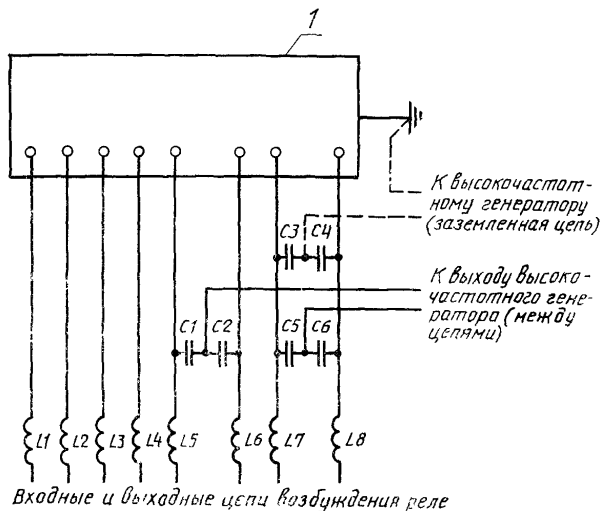 1
К высокочастот-
ному генератору
(заземленная цепь)
C3 C4
К выходу высоко-
частотного гене-
ратора (между
цепями)
C1 C2 C5 C6
L1 L2 L3 L4 L5 L6 L7 L8
Входные и выходные цепи возбуждения реле